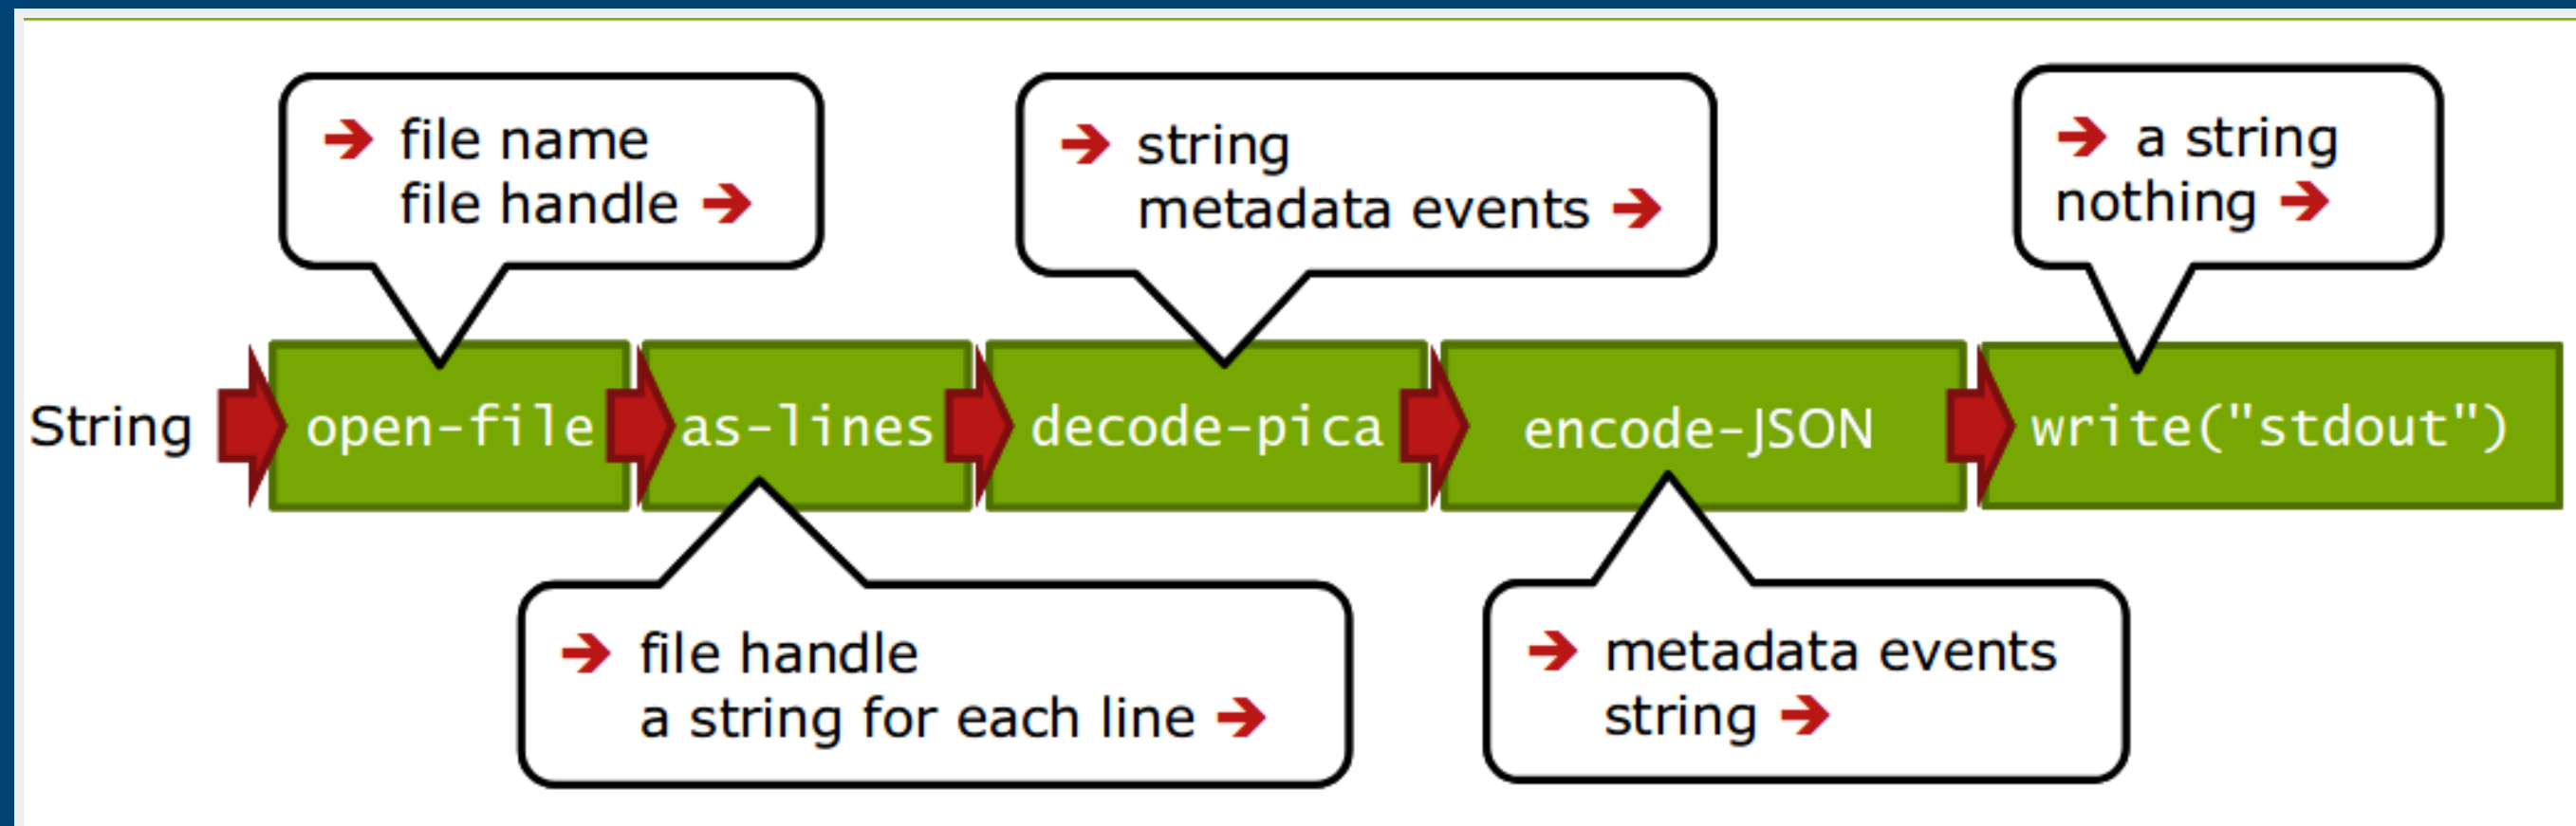 ➔ file name
file handle ➔
➔ string
metadata events ➔
➔ a string
nothing ➔
String
open-file
as-lines
decode-pica
encode-JSON
write("stdout")
➔ file handle
a string for each line ➔
➔ metadata events
string ➔